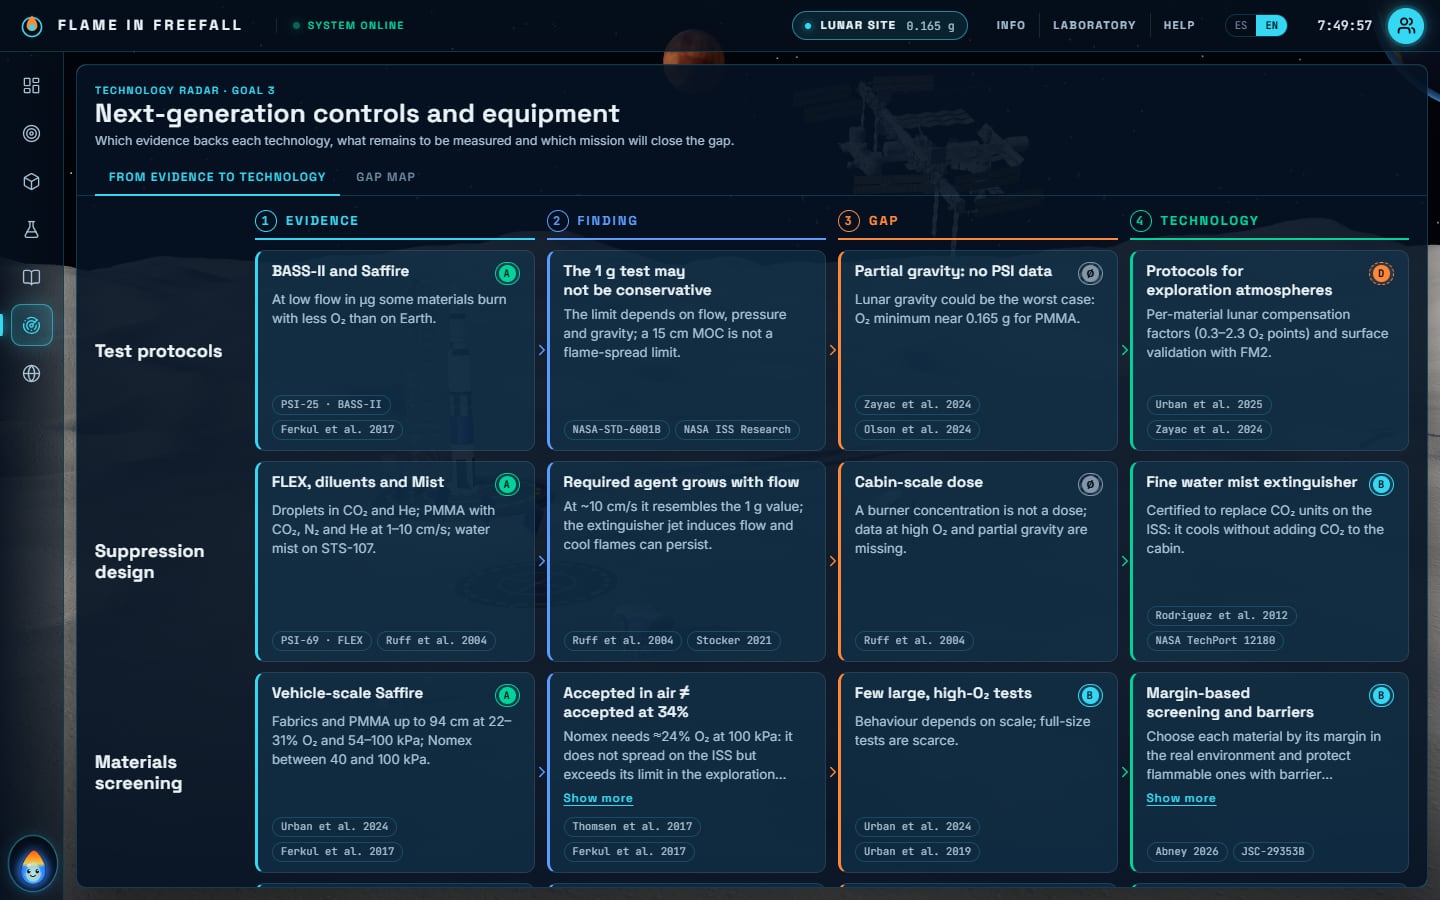 FLAME IN FREEFALL
SYSTEM ONLINE
LUNAR SITE 0.165 g
INFO
LABORATORY
HELP
ES EN
7:49:57
TECHNOLOGY RADAR · GOAL 3
Next-generation controls and equipment
Which evidence backs each technology, what remains to be measured and which mission will close the gap.
FROM EVIDENCE TO TECHNOLOGY
GAP MAP
1 EVIDENCE
2 FINDING
3 GAP
4 TECHNOLOGY
Test protocols
BASS-II and Saffire
A
At low flow in µg some materials burn
with less O₂ than on Earth.
PSI-25 · BASS-II
Ferkul et al. 2017
The 1 g test may
not be conservative
The limit depends on flow, pressure
and gravity; a 15 cm MOC is not a
flame-spread limit.
NASA-STD-6001B
NASA ISS Research
Partial gravity: no PSI data
Ø
Lunar gravity could be the worst case:
O₂ minimum near 0.165 g for PMMA.
Zayac et al. 2024
Olson et al. 2024
Protocols for
exploration atmospheres
D
Per-material lunar compensation
factors (0.3–2.3 O₂ points) and surface
validation with FM2.
Urban et al. 2025
Zayac et al. 2024
Suppression
design
FLEX, diluents and Mist
A
Droplets in CO₂ and He; PMMA with
CO₂, N₂ and He at 1–10 cm/s; water
mist on STS-107.
PSI-69 · FLEX
Ruff et al. 2004
Required agent grows with flow
At ~10 cm/s it resembles the 1 g value;
the extinguisher jet induces flow and
cool flames can persist.
Ruff et al. 2004
Stocker 2021
Cabin-scale dose
Ø
A burner concentration is not a dose;
data at high O₂ and partial gravity are
missing.
Ruff et al. 2004
Fine water mist extinguisher
B
Certified to replace CO₂ units on the
ISS: it cools without adding CO₂ to the
cabin.
Rodriguez et al. 2012
NASA TechPort 12180
Materials
screening
Vehicle-scale Saffire
A
Fabrics and PMMA up to 94 cm at 22–
31% O₂ and 54–100 kPa; Nomex
between 40 and 100 kPa.
Urban et al. 2024
Ferkul et al. 2017
Accepted in air ≠
accepted at 34%
Nomex needs ≈24% O₂ at 100 kPa: it
does not spread on the ISS but
exceeds its limit in the exploration...
Show more
Thomsen et al. 2017
Ferkul et al. 2017
Few large, high-O₂ tests
B
Behaviour depends on scale; full-size
tests are scarce.
Urban et al. 2024
Urban et al. 2019
Margin-based
screening and barriers
B
Choose each material by its margin in
the real environment and protect
flammable ones with barrier...
Show more
Abney 2026
JSC-29353B